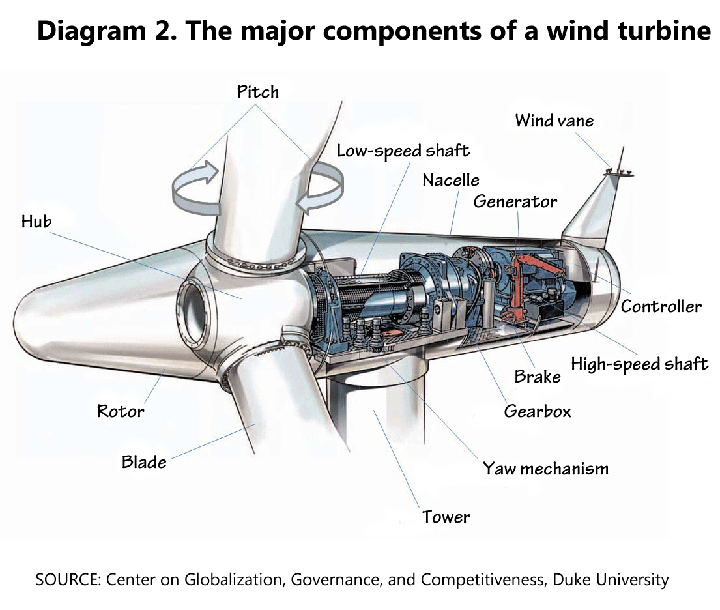 Diagram 2. The major components of a wind turbine
Pitch
Wind vane
Low-speed shaft
Nacelle
Generator
Hub
Controller
High-speed shaft
Brake
Rotor
Gearbox
Blade
Yaw mechanism
Tower
SOURCE: Center on Globalization, Governance, and Competitiveness, Duke University